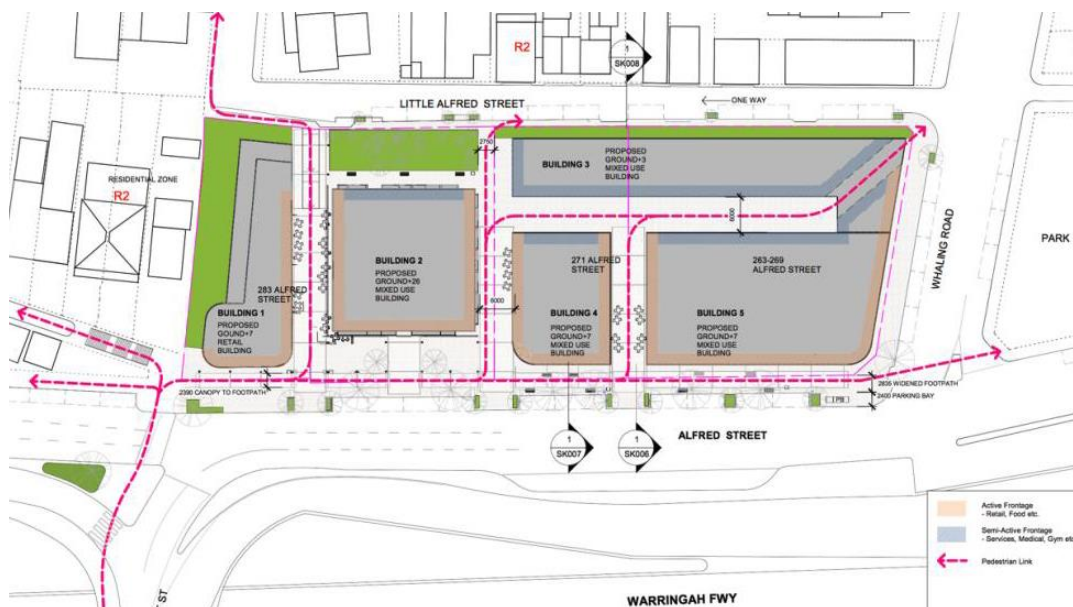 R2
1
SK008
LITTLE ALFRED STREET
ONE WAY
2750
BUILDING 3
PROPOSED
GROUND+3
MIXED USE
BUILDING
RESIDENTIAL ZONE
R2
6000
WHALING ROAD
PARK
BUILDING 2
PROPOSED
GROUND+26
MIXED USE
BUILDING
283 ALFRED
STREET
271 ALFRED
STREET
263-269
ALFRED STREET
6000
BUILDING 1
PROPOSED
GOUND+7
RETAIL
BUILDING
BUILDING 4
PROPOSED
GROUND+7
MIXED USE
BUILDING
BUILDING 5
PROPOSED
GROUND+7
MIXED USE
BUILDING
2390 CANOPY TO FOOTPATH
2835 WIDENED FOOTPATH
2400 PARKING BAY
1
SK007
1
SK006
ALFRED STREET
Active Frontage
- Retail, Food etc.
Semi-Active Frontage
- Services, Medical, Gym etc
Pedestrian Link
ST
WARRINGAH FWY